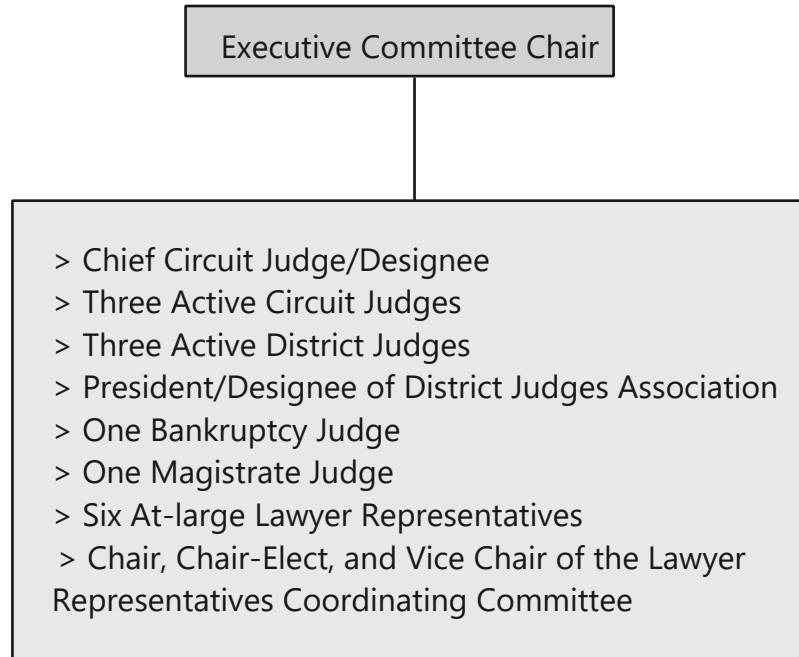 Executive Committee Chair
> Chief Circuit Judge/Designee
> Three Active Circuit Judges
> Three Active District Judges
> President/Designee of District Judges Association
> One Bankruptcy Judge
> One Magistrate Judge
> Six At-large Lawyer Representatives
> Chair, Chair-Elect, and Vice Chair of the Lawyer
Representatives Coordinating Committee